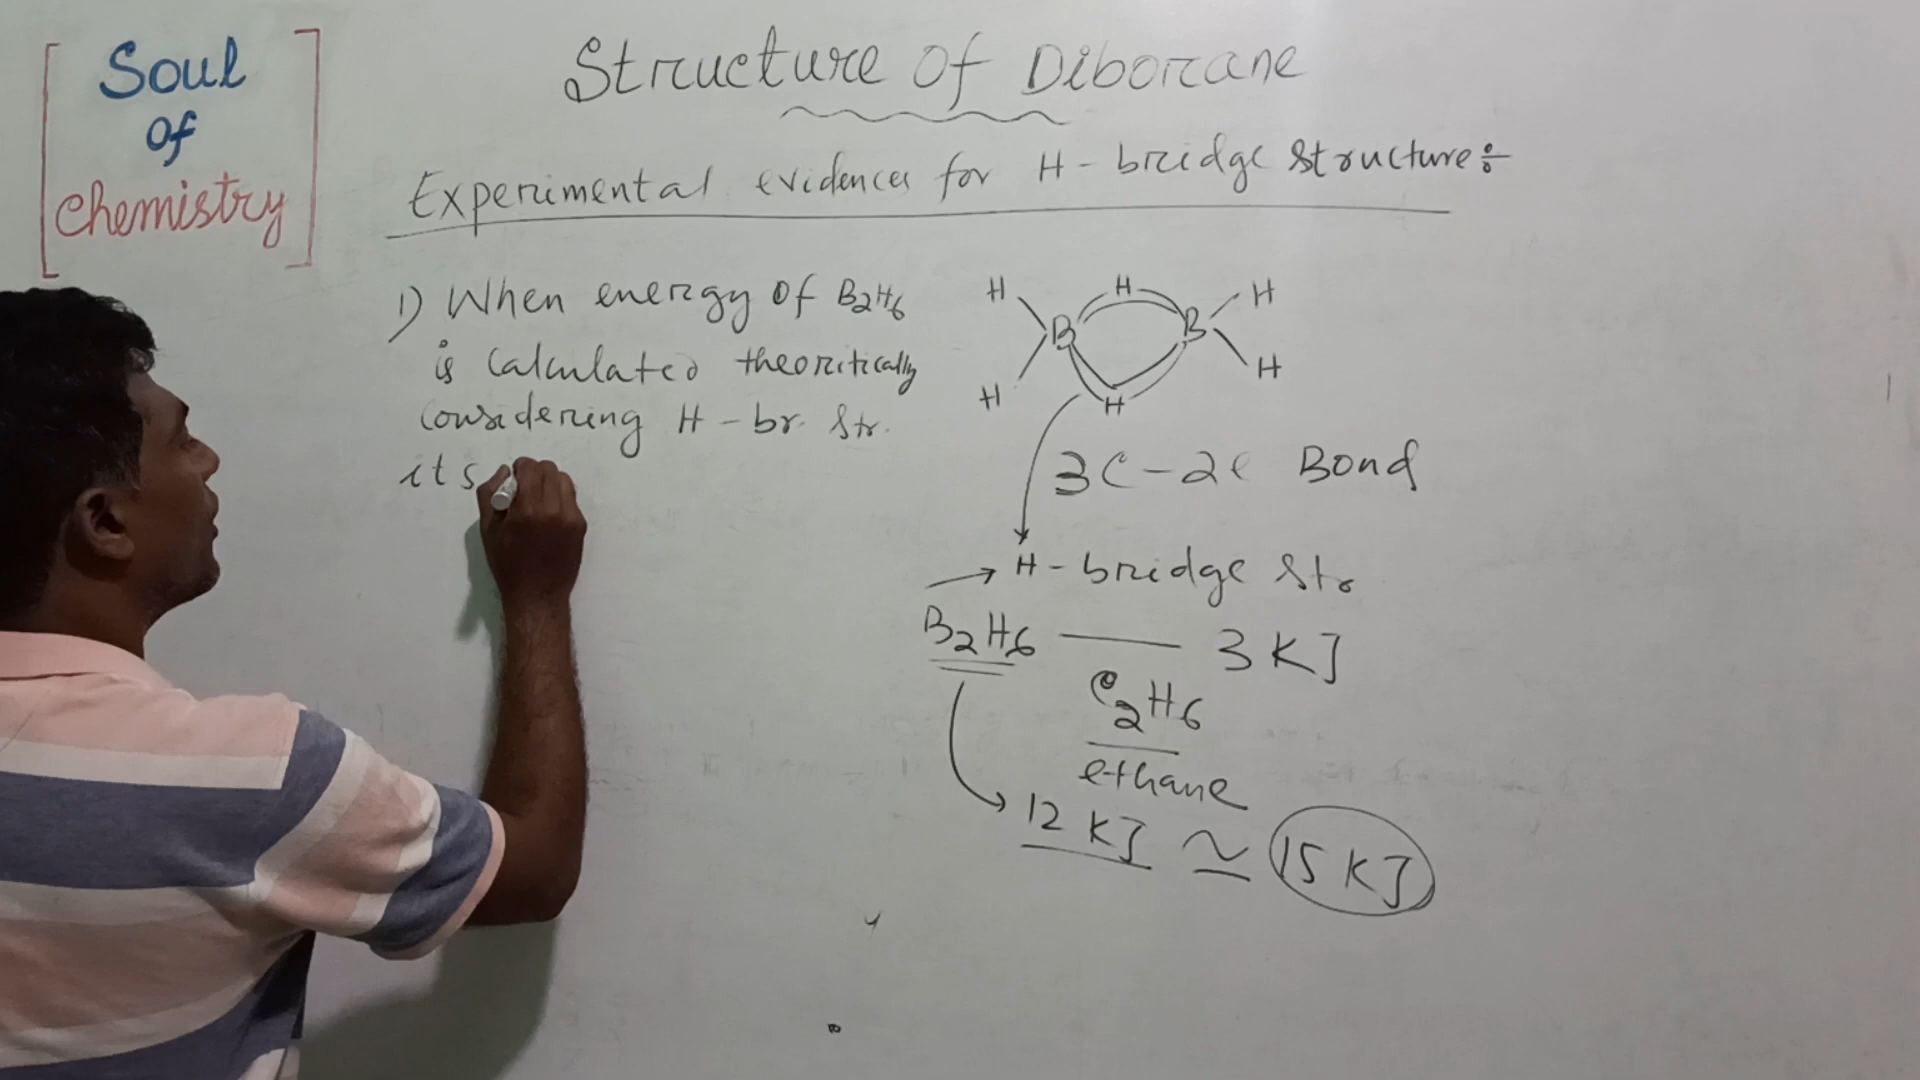 Soul
Of
Chemistry
Structure Of Diborane
Experimental evidences for H - bridge Structure ÷
1) When energy Of B2H6
is Calculated theoritically
Considering H - br. Str.
its
H H H
B B
H H H
3C - 2e Bond
→ H - bridge Str
B2H6 — 3 KJ
C2H6
ethane
12 KJ ≃ 15 KJ